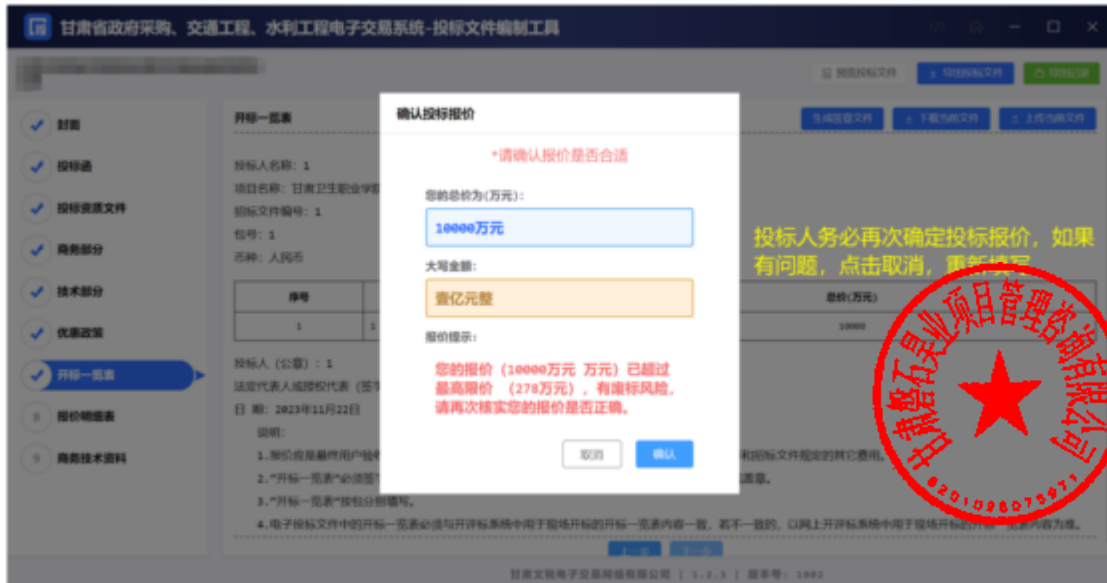 甘肃省政府采购、交通工程、水利工程电子交易系统-投标文件编制工具
预览投标文件
导出投标文件
封面
投标函
投标资质文件
商务部分
技术部分
优惠政策
开标一览表
8 报价明细表
9 商务技术资料
开标一览表
生成签章文件
下载当前文件
上传当前文件
投标人名称：1
项目名称：甘肃卫生职业学院
招标文件编号：1
包号：1
币种：人民币
序号
总价(万元)
1
1
10000
投标人（公章）：1
法定代表人或授权代表（签
日 期：2023年11月22日
说明：
1.报价应是最终用户验收
和招标文件规定的其它费用。
2."开标一览表"必须签
盖章。
3."开标一览表"按包分别填写。
4.电子投标文件中的开标一览表必须与开评标系统中用于现场开标的开标一览表内容一致，若不一致的，以网上开评标系统中用于现场开标的开标一览表内容为准。
上一步
下一步
确认投标报价
*请确认报价是否合适
您的总价为(万元)：
10000万元
大写金额：
壹亿元整
报价提示：
您的报价（10000万元 万元）已超过
最高限价 （278万元），有废标风险，
请再次核实您的报价是否正确。
取消
确认
投标人务必再次确定投标报价，如果
有问题，点击取消，重新填写
甘肃磐石昊业项目管理咨询有限公司
6201096075971
甘肃文锐电子交易网络有限公司 | 1.2.3 | 版本号：1002